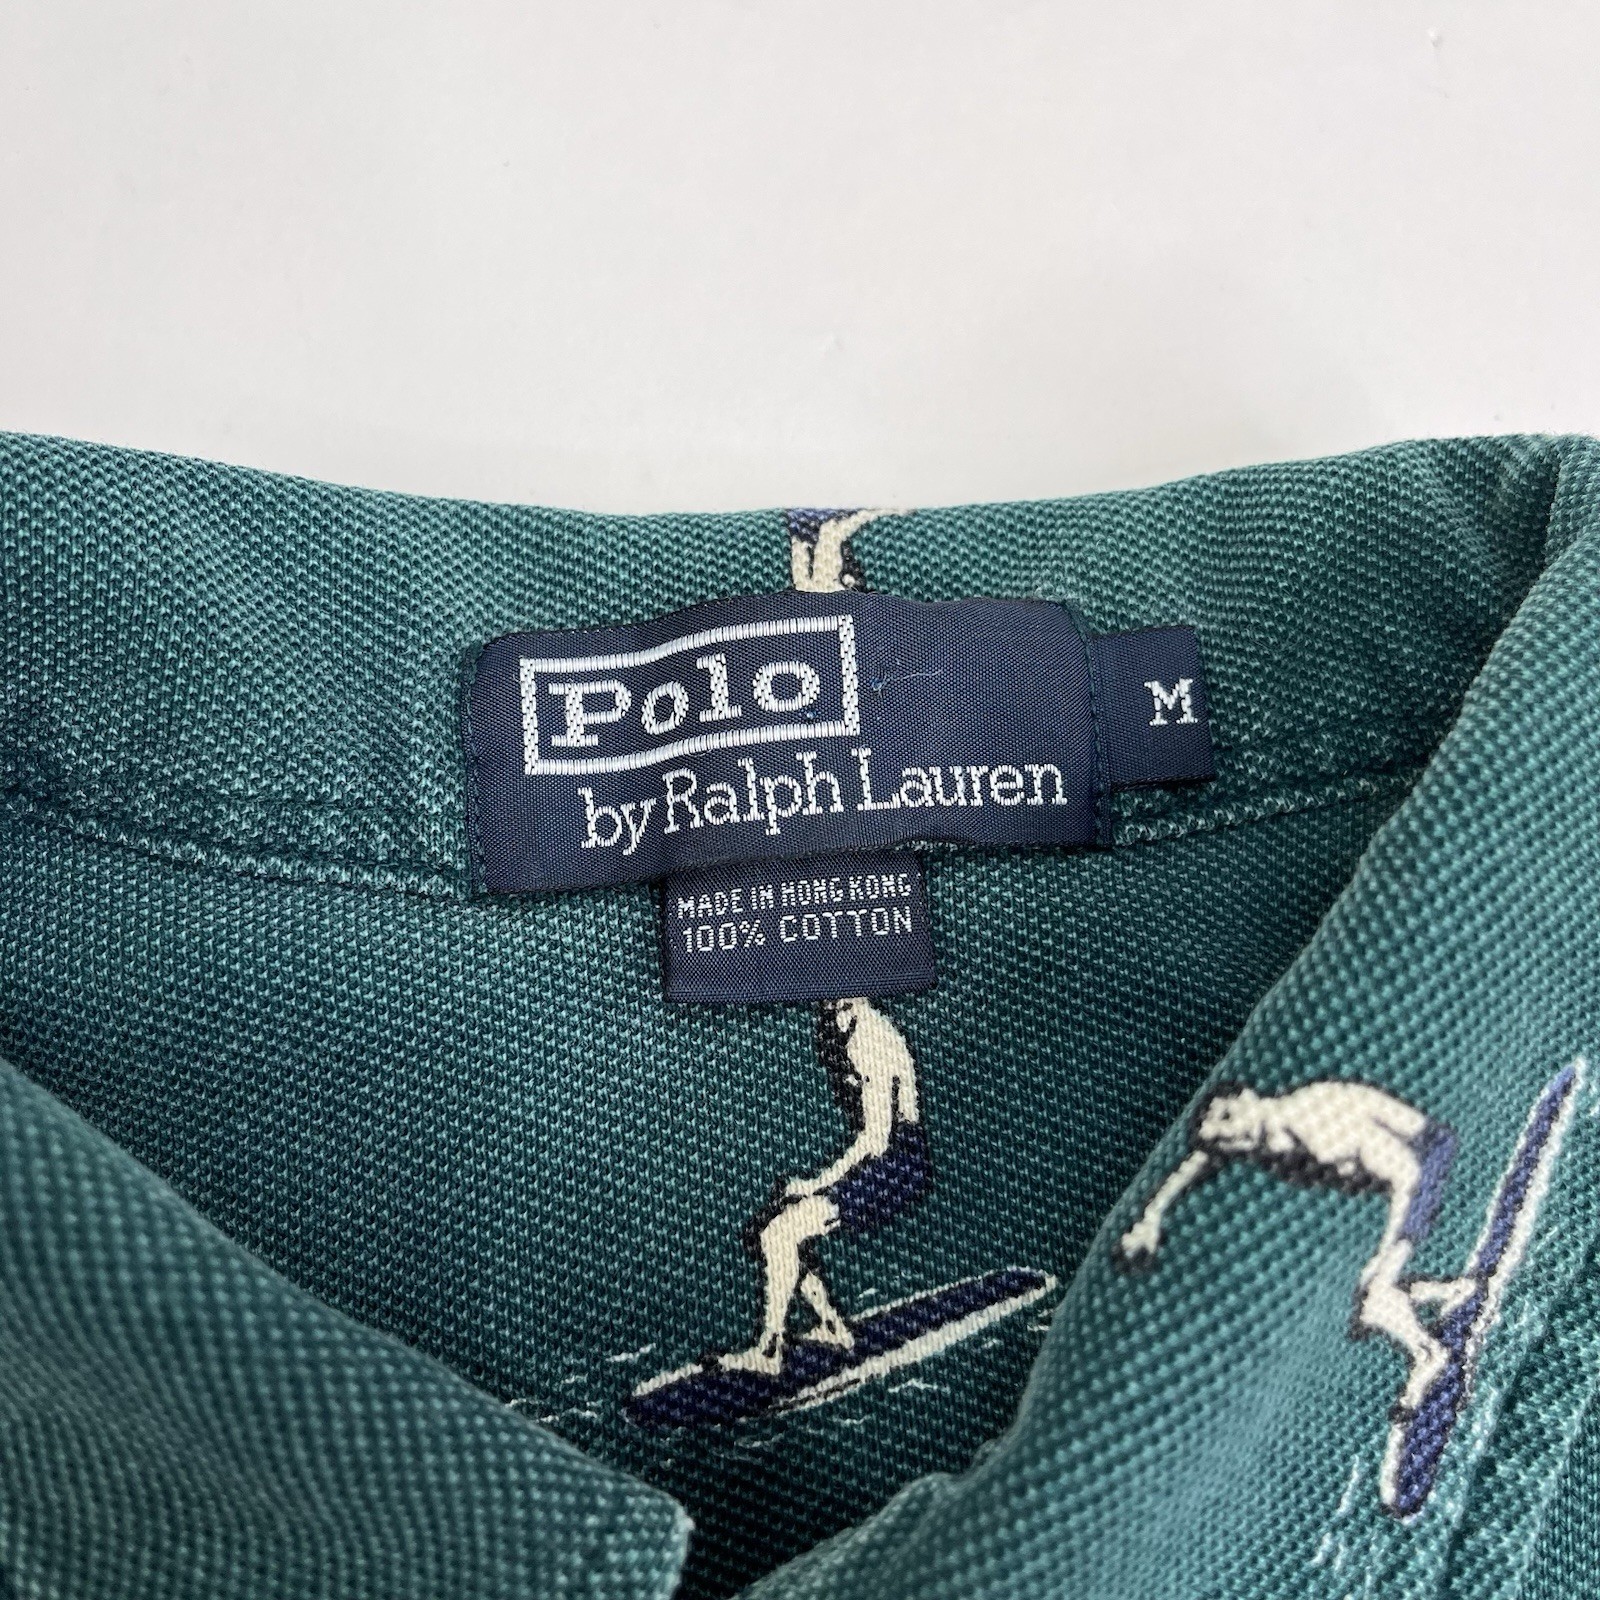 Polo
by Ralph Lauren
M
MADE IN HONG KONG
100% COTTON